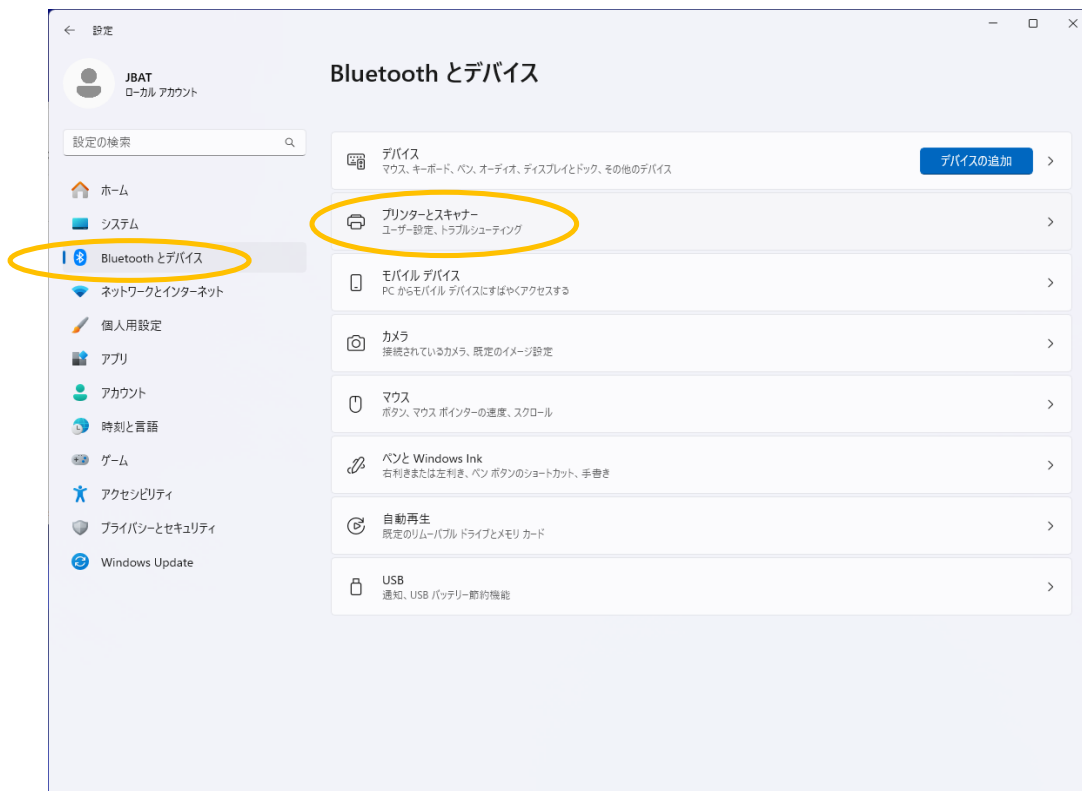 設定
JBAT
ローカル アカウント
設定の検索
ホーム
システム
Bluetooth とデバイス
ネットワークとインターネット
個人用設定
アプリ
アカウント
時刻と言語
ゲーム
アクセシビリティ
プライバシーとセキュリティ
Windows Update
Bluetooth とデバイス
デバイス
マウス、キーボード、ペン、オーディオ、ディスプレイとドック、その他のデバイス
デバイスの追加
プリンターとスキャナー
ユーザー設定、トラブルシューティング
モバイル デバイス
PC からモバイル デバイスにすばやくアクセスする
カメラ
接続されているカメラ、既定のイメージ設定
マウス
ボタン、マウス ポインターの速度、スクロール
ペンと Windows Ink
右利きまたは左利き、ペン ボタンのショートカット、手書き
自動再生
既定のリムーバブル ドライブとメモリ カード
USB
通知、USB バッテリー節約機能